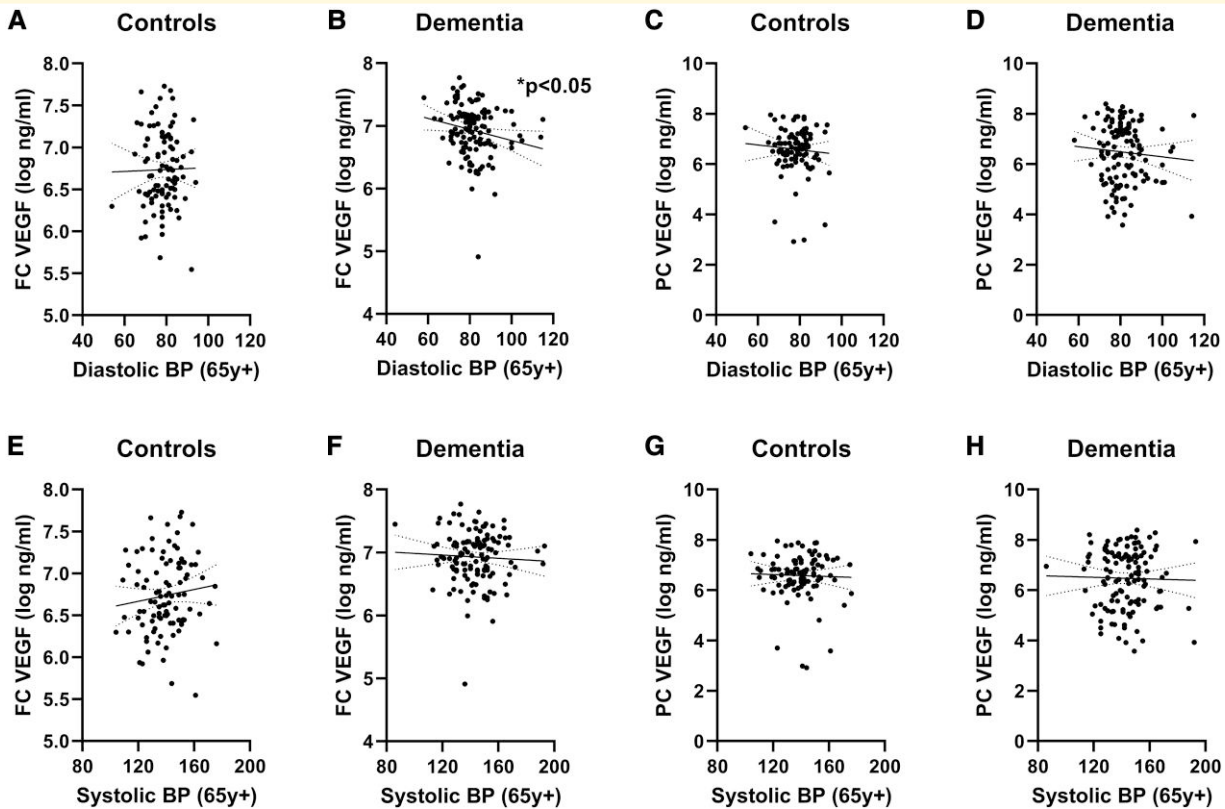 A Controls
FC VEGF (log ng/ml)
8.0
7.5
7.0
6.5
6.0
5.5
5.0
40 60 80 100 120
Diastolic BP (65y+)
B Dementia
*p<0.05
FC VEGF (log ng/ml)
8
7
6
5
4
40 60 80 100 120
Diastolic BP (65y+)
C Controls
PC VEGF (log ng/ml)
10
8
6
4
2
0
40 60 80 100 120
Diastolic BP (65y+)
D Dementia
PC VEGF (log ng/ml)
10
8
6
4
2
0
40 60 80 100 120
Diastolic BP (65y+)
E Controls
FC VEGF (log ng/ml)
8.0
7.5
7.0
6.5
6.0
5.5
5.0
80 120 160 200
Systolic BP (65y+)
F Dementia
FC VEGF (log ng/ml)
8
7
6
5
4
80 120 160 200
Systolic BP (65y+)
G Controls
PC VEGF (log ng/ml)
10
8
6
4
2
0
80 120 160 200
Systolic BP (65y+)
H Dementia
PC VEGF (log ng/ml)
10
8
6
4
2
0
80 120 160 200
Systolic BP (65y+)